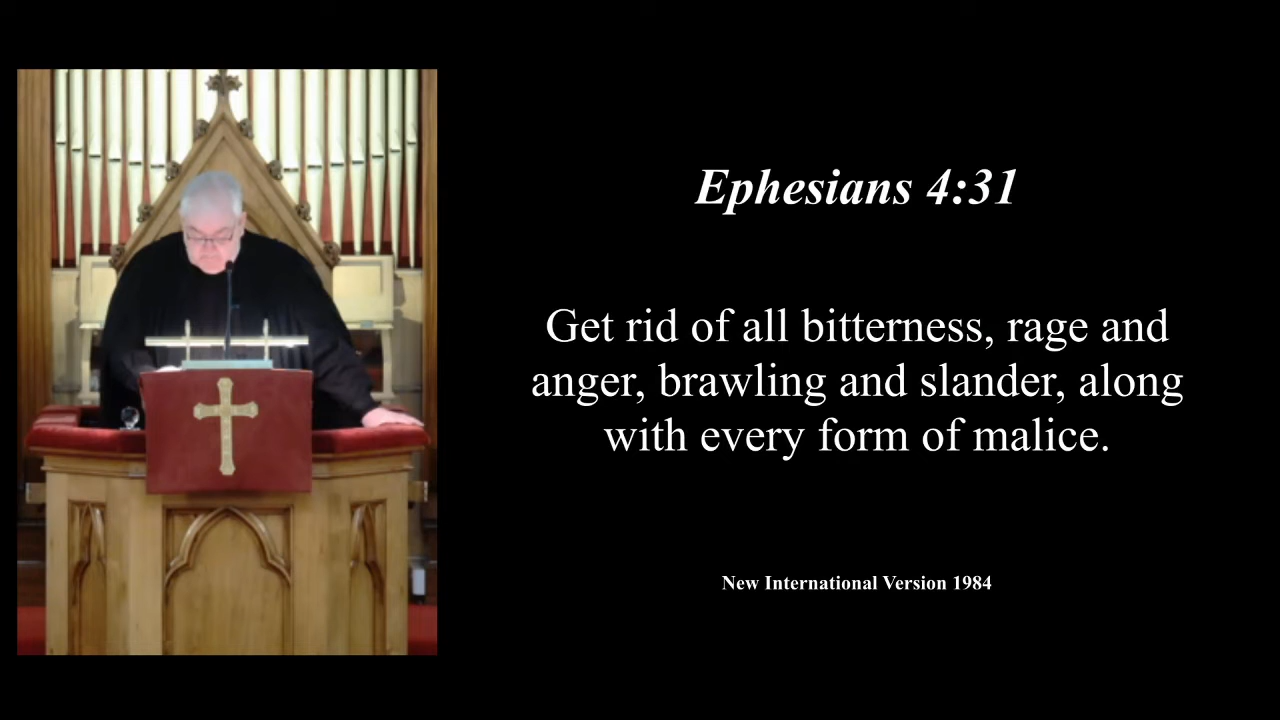 Ephesians 4:31
Get rid of all bitterness, rage and
anger, brawling and slander, along
with every form of malice.
New International Version 1984